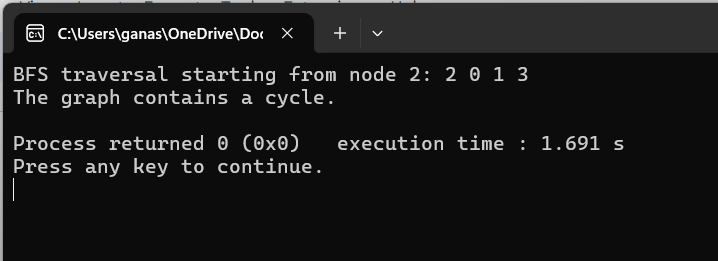 C:\Users\ganas\OneDrive\Doc
BFS traversal starting from node 2: 2 0 1 3
The graph contains a cycle.
Process returned 0 (0x0)   execution time : 1.691 s
Press any key to continue.